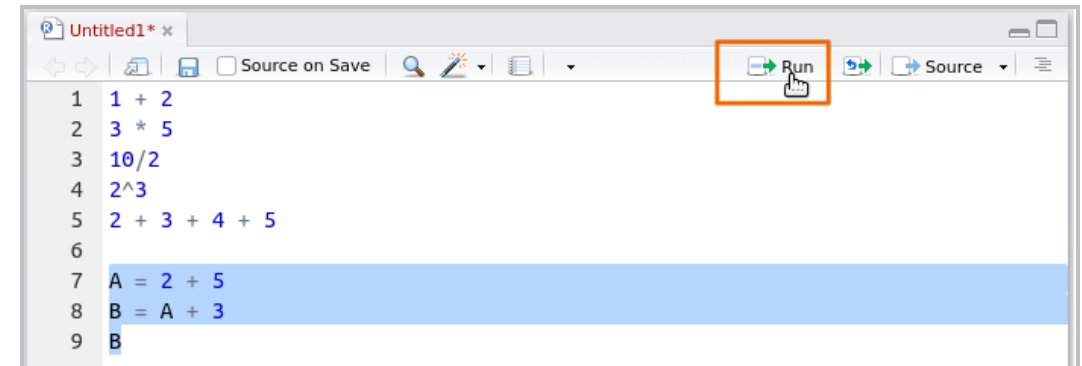 Untitled1*
Source on Save Run Source
1 1 + 2
2 3 * 5
3 10/2
4 2^3
5 2 + 3 + 4 + 5
6
7 A = 2 + 5
8 B = A + 3
9 B